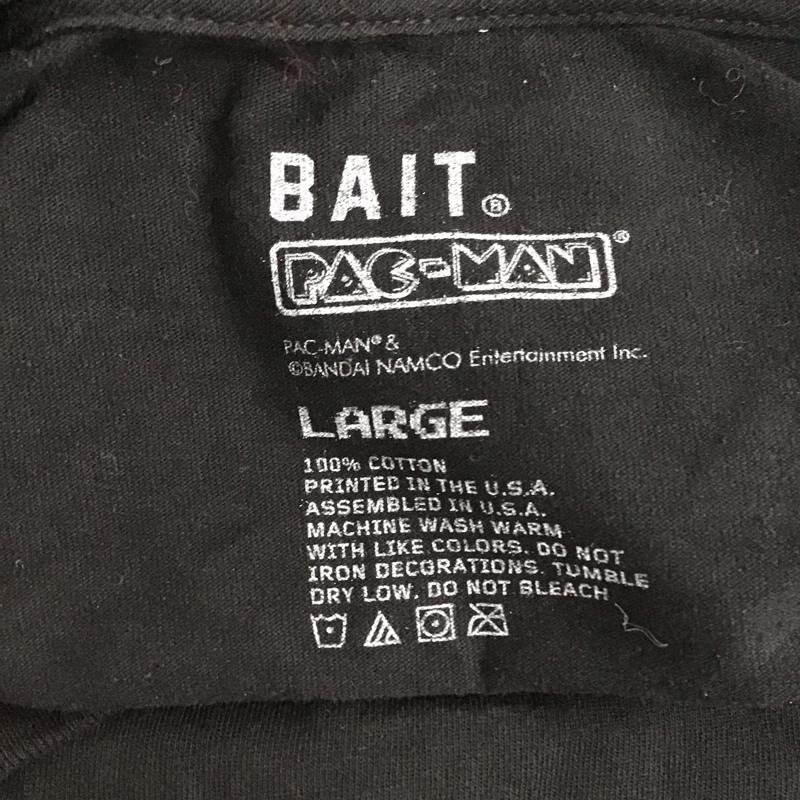 BAIT®
PAC-MAN®
PAC-MAN® &
©BANDAI NAMCO Entertainment Inc.
LARGE
100% COTTON
PRINTED IN THE U.S.A.
ASSEMBLED IN U.S.A.
MACHINE WASH WARM
WITH LIKE COLORS. DO NOT
IRON DECORATIONS. TUMBLE
DRY LOW. DO NOT BLEACH